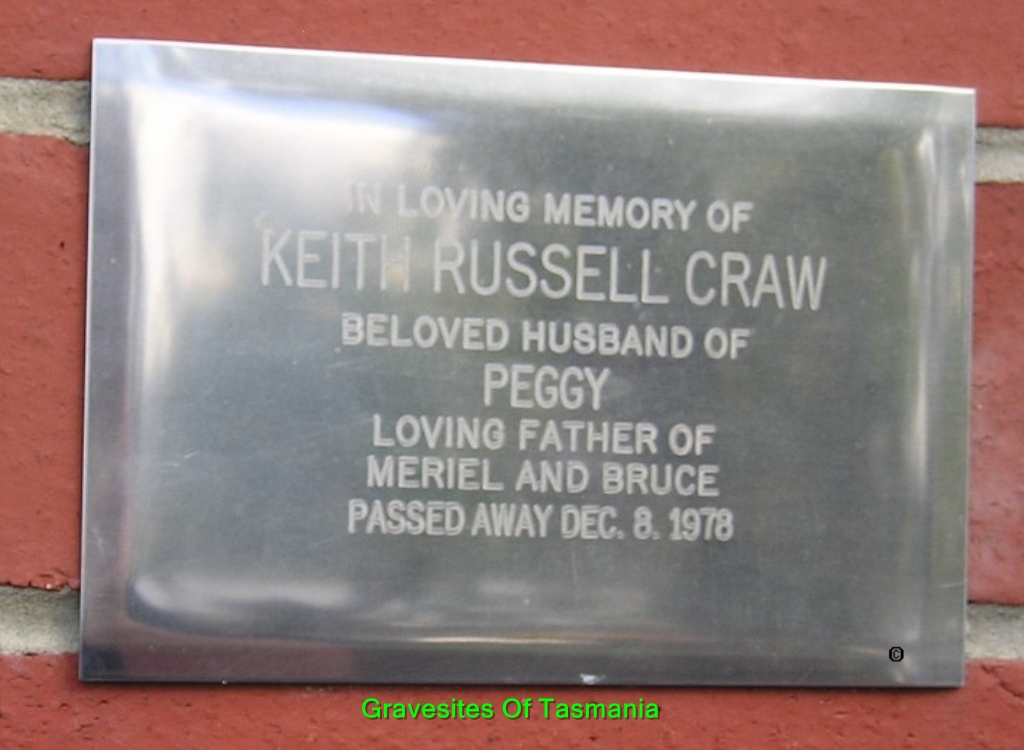 IN LOVING MEMORY OF
KEITH RUSSELL CRAW
BELOVED HUSBAND OF
PEGGY
LOVING FATHER OF
MERIEL AND BRUCE
PASSED AWAY DEC. 8. 1978
©
Gravesites Of Tasmania